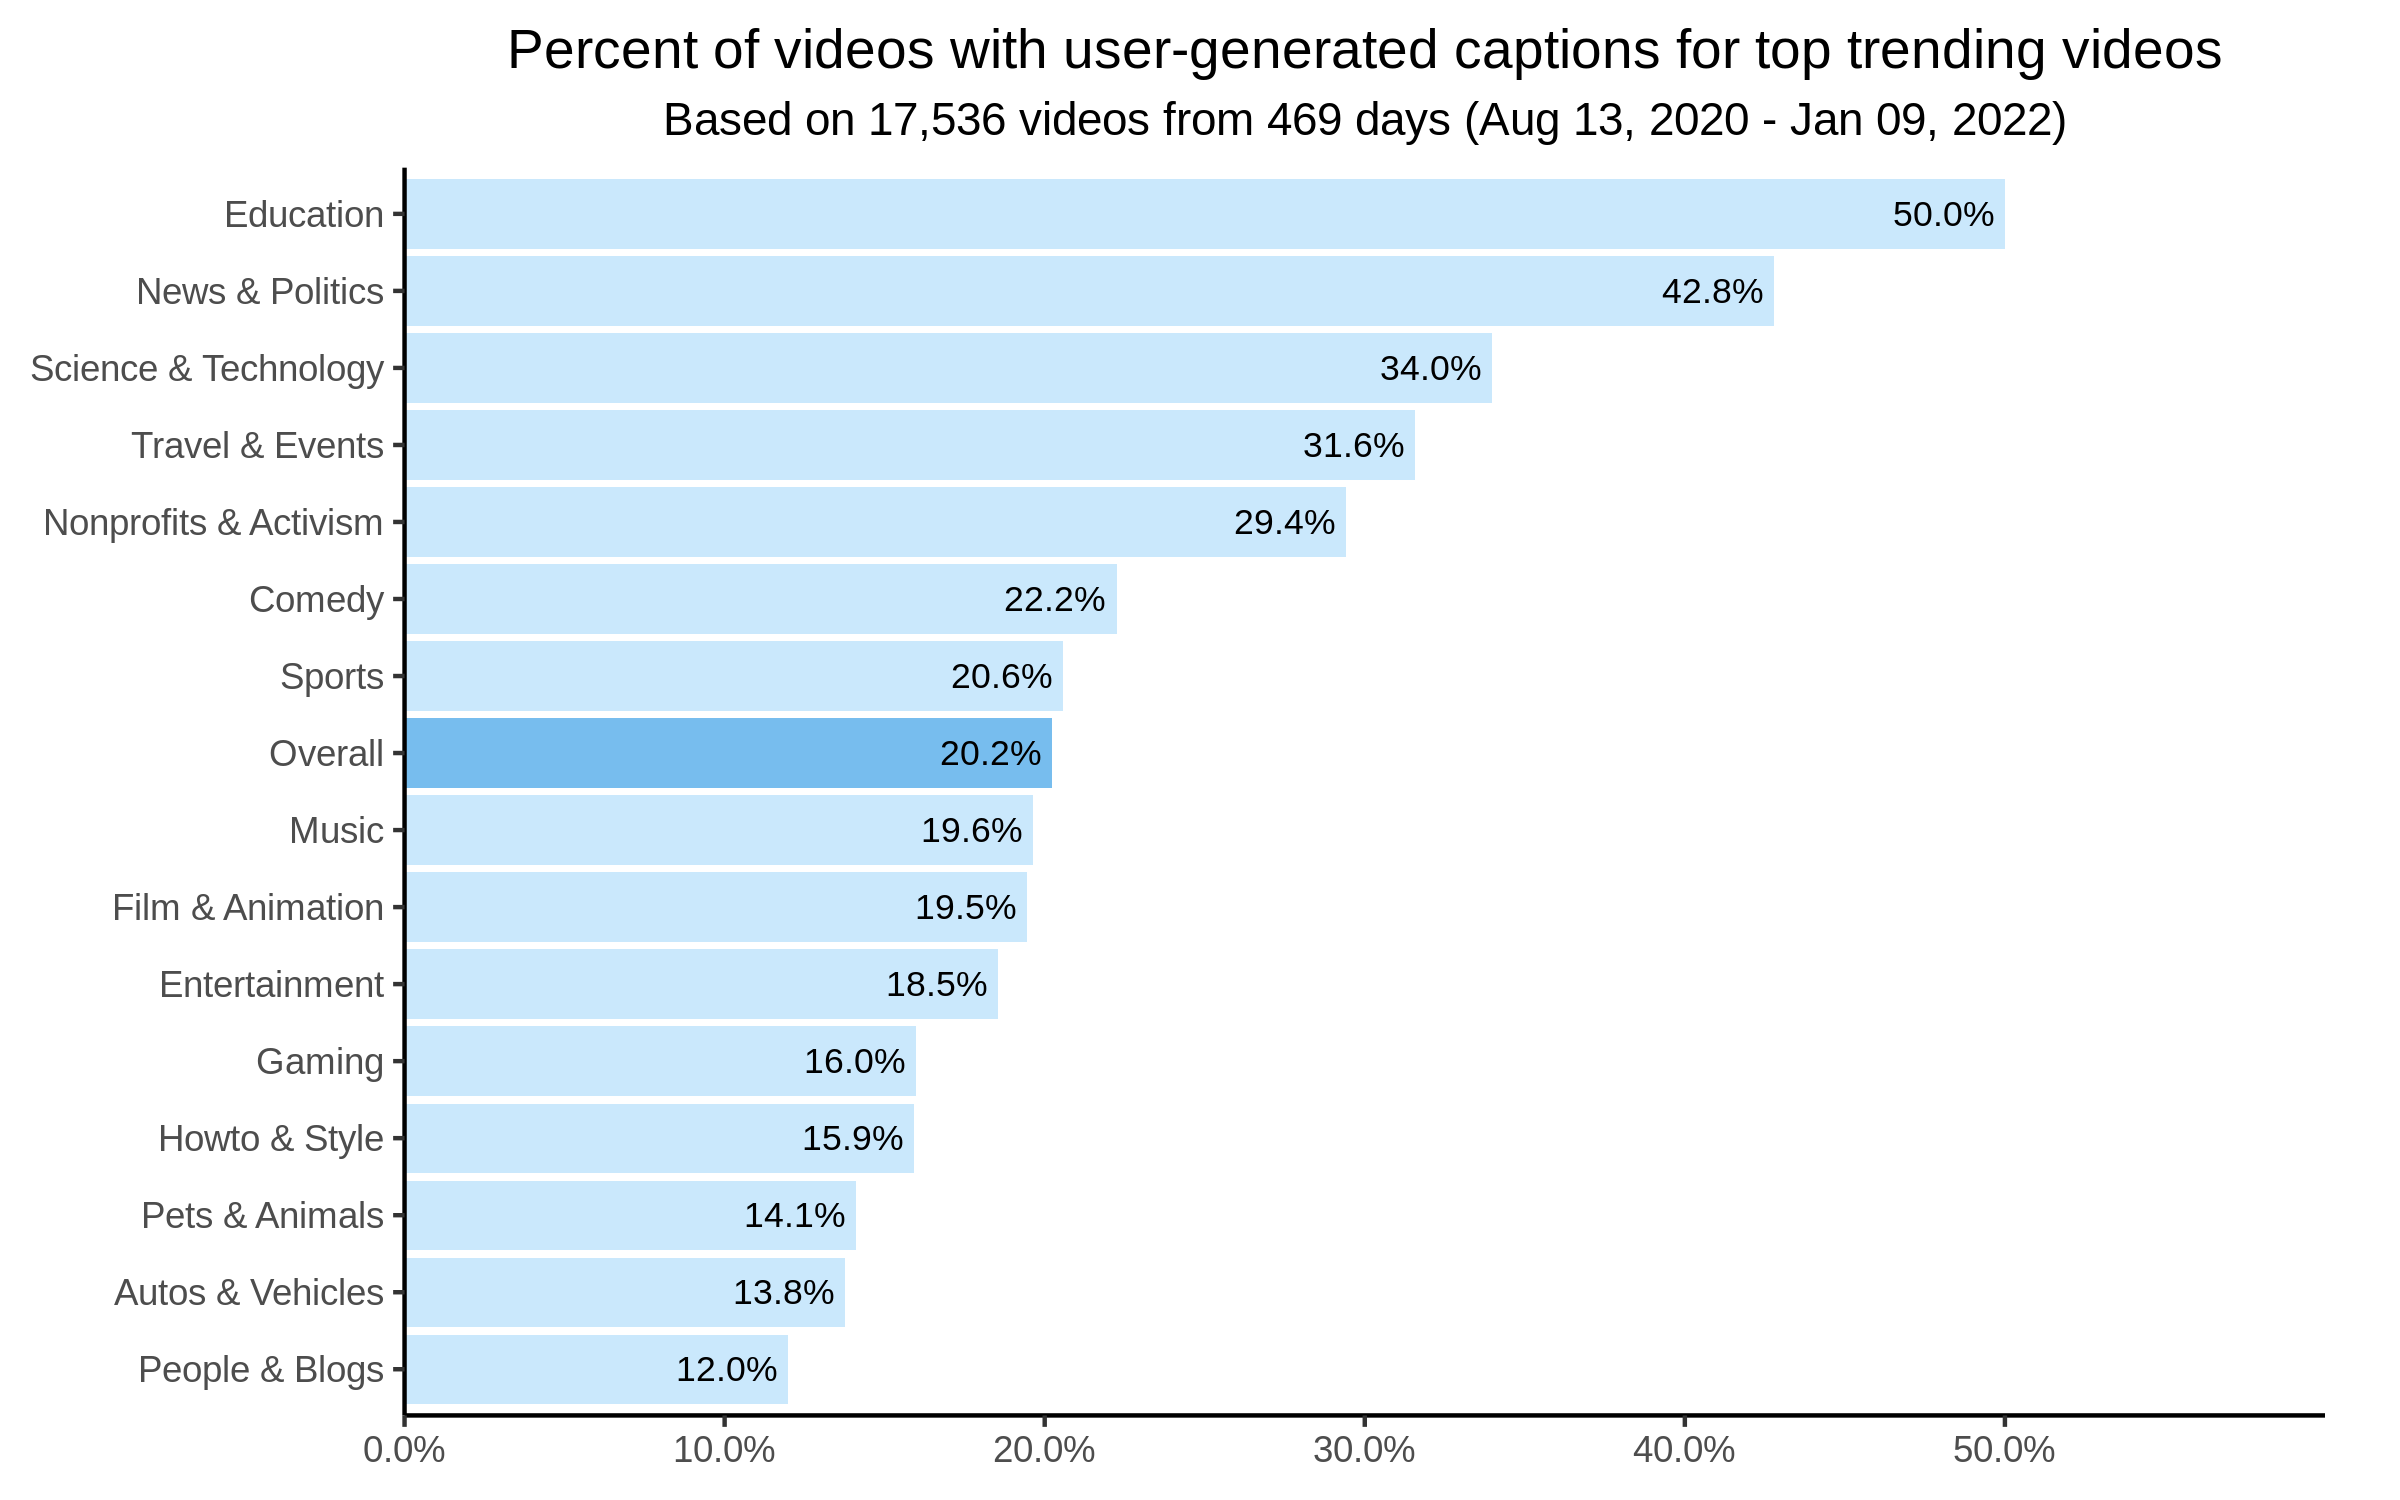 Percent of videos with user-generated captions for top trending videos
Based on 17,536 videos from 469 days (Aug 13, 2020 - Jan 09, 2022)
Education 50.0%
News & Politics 42.8%
Science & Technology 34.0%
Travel & Events 31.6%
Nonprofits & Activism 29.4%
Comedy 22.2%
Sports 20.6%
Overall 20.2%
Music 19.6%
Film & Animation 19.5%
Entertainment 18.5%
Gaming 16.0%
Howto & Style 15.9%
Pets & Animals 14.1%
Autos & Vehicles 13.8%
People & Blogs 12.0%
0.0% 10.0% 20.0% 30.0% 40.0% 50.0%